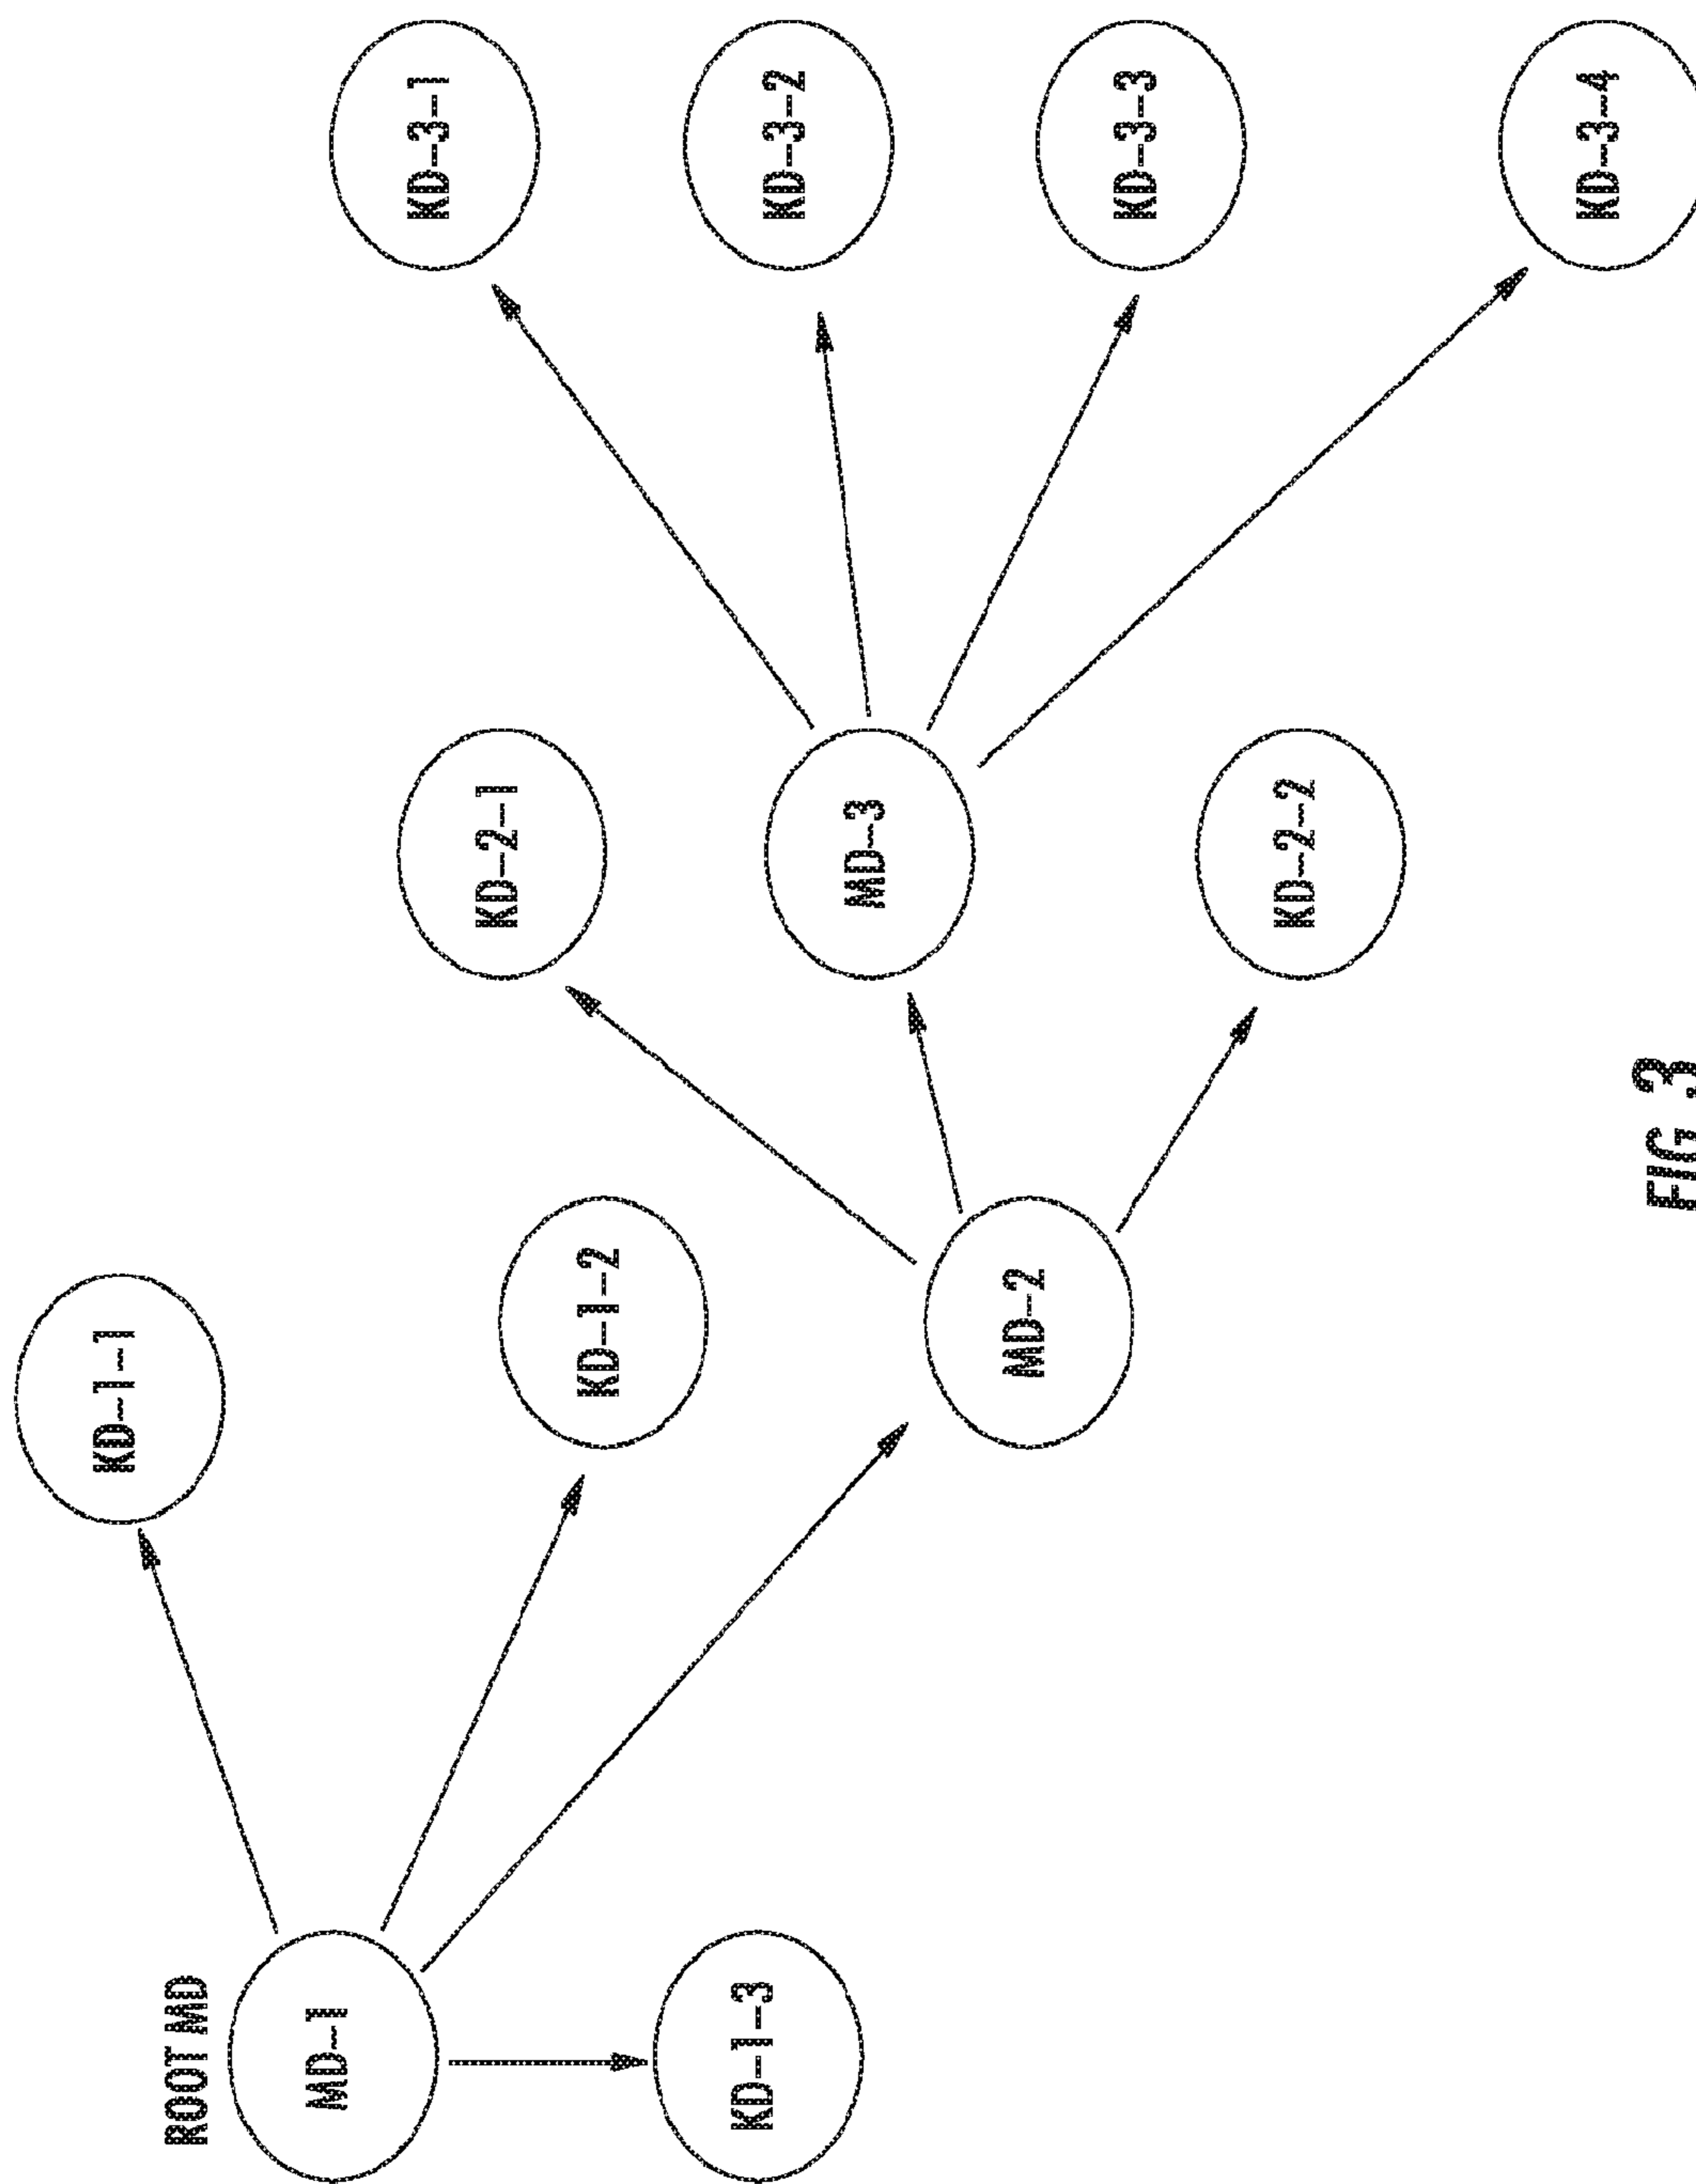 ROOT MD
MD-1
KD-1-1
KD-1-2
KD-1-3
MD-2
KD-2-1
MD-3
KD-2-2
KD-3-1
KD-3-2
KD-3-3
KD-3-4
FIG. 3